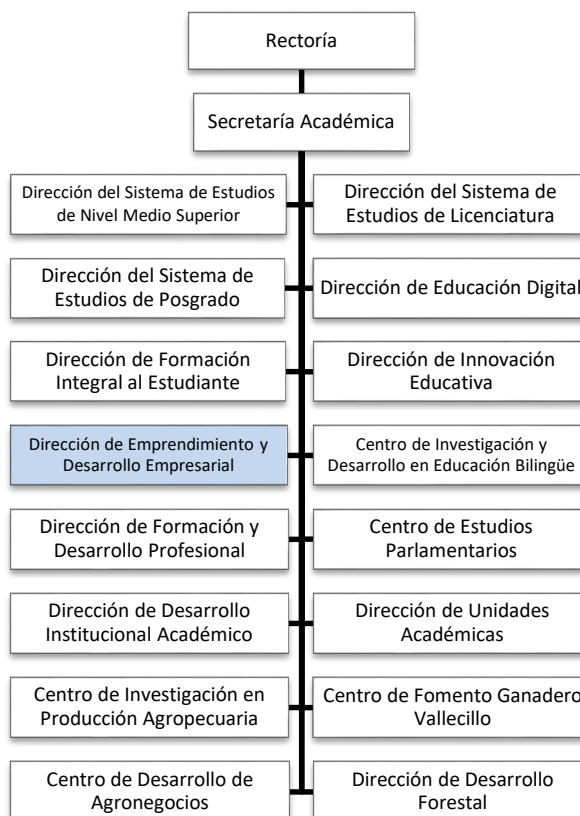 Rectoría
Secretaría Académica
Dirección del Sistema de Estudios
de Nivel Medio Superior
Dirección del Sistema de
Estudios de Licenciatura
Dirección del Sistema de
Estudios de Posgrado
Dirección de Educación Digital
Dirección de Formación
Integral al Estudiante
Dirección de Innovación
Educativa
Dirección de Emprendimiento y
Desarrollo Empresarial
Centro de Investigación y
Desarrollo en Educación Bilingüe
Dirección de Formación y
Desarrollo Profesional
Centro de Estudios
Parlamentarios
Dirección de Desarrollo
Institucional Académico
Dirección de Unidades
Académicas
Centro de Investigación en
Producción Agropecuaria
Centro de Fomento Ganadero
Vallecillo
Centro de Desarrollo de
Agronegocios
Dirección de Desarrollo
Forestal